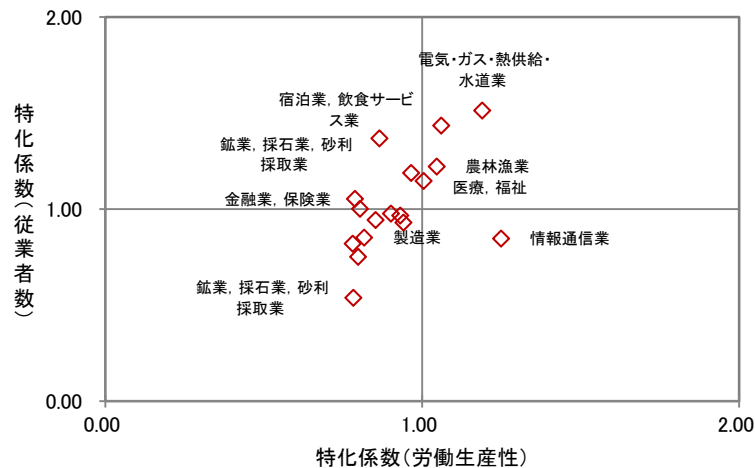 2.00
電気・ガス・熱供給・
水道業
宿泊業, 飲食サービ
ス業
鉱業, 採石業, 砂利
採取業
農林漁業
医療, 福祉
金融業, 保険業
1.00
製造業
情報通信業
鉱業, 採石業, 砂利
採取業
0.00
0.00
1.00
2.00
特化係数(従業者数)
特化係数(労働生産性)